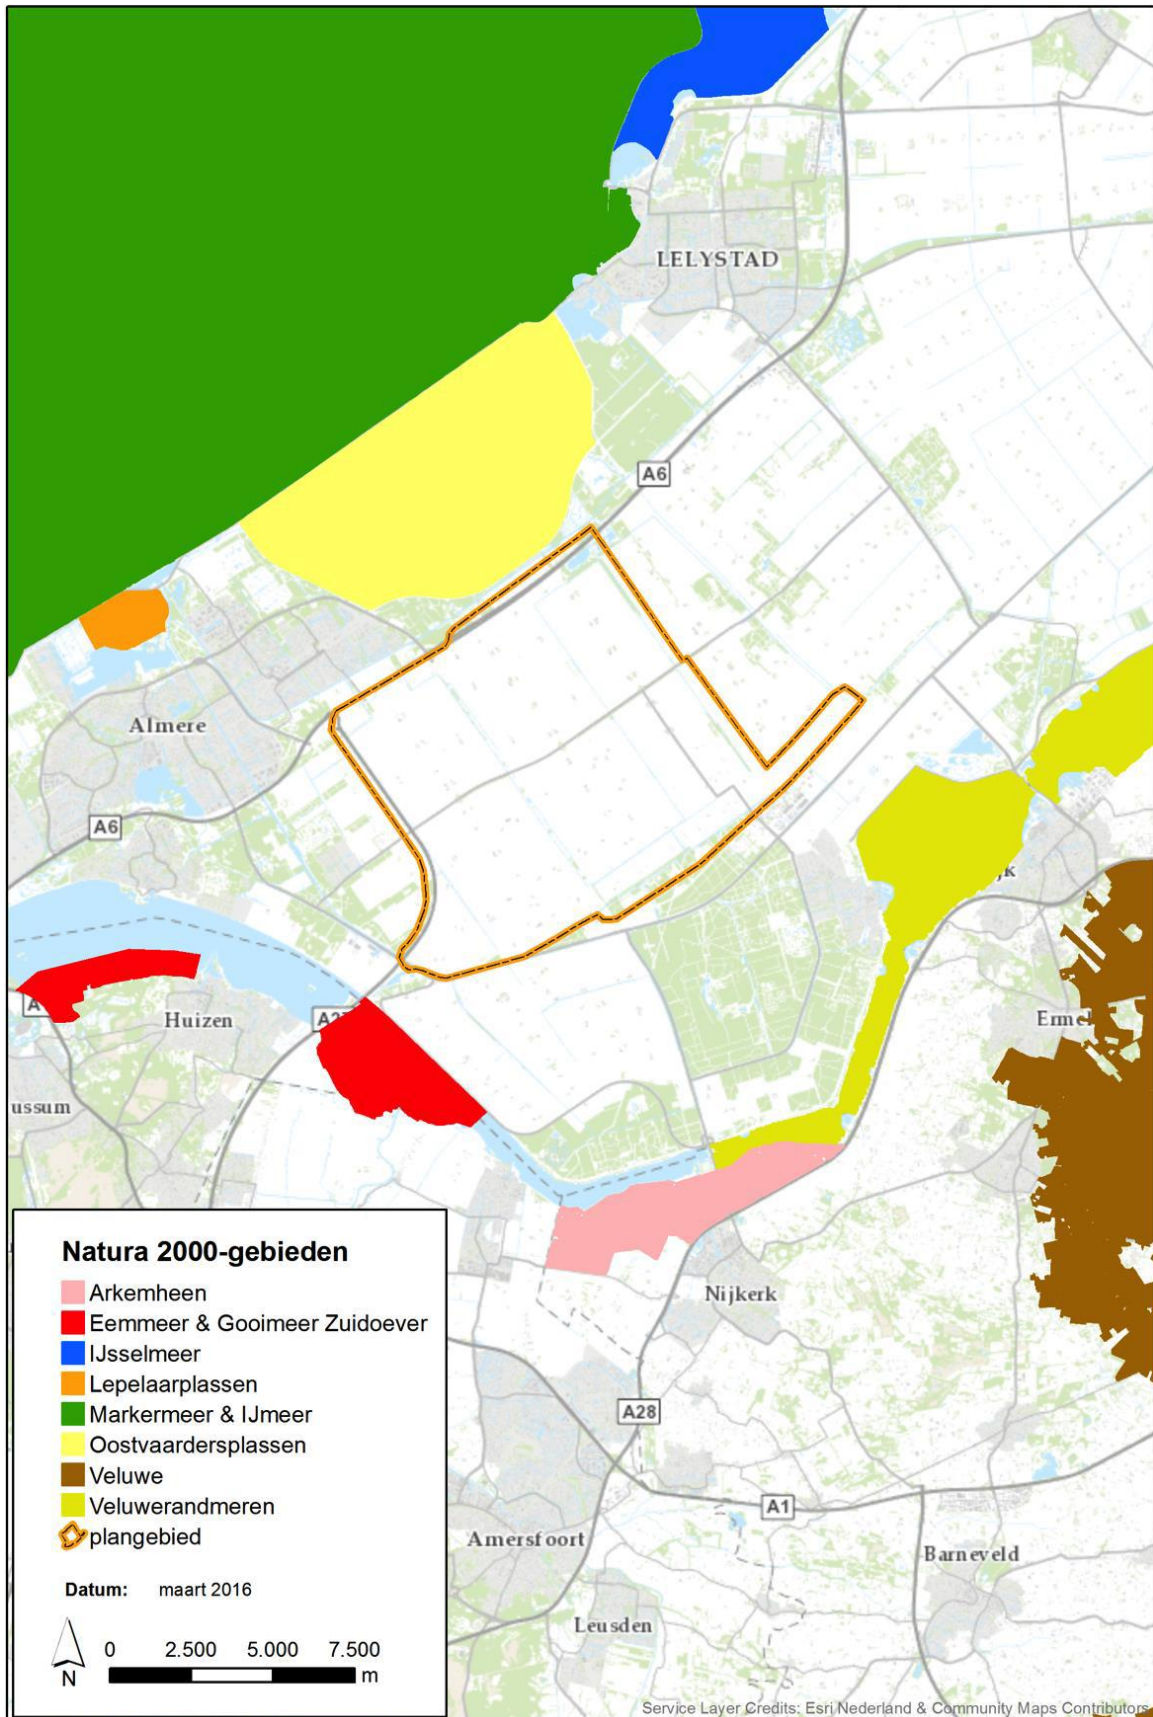 LELYSTAD
A6
Almere
A6
Huizen
ussum
Nijkerk
A28
A1
Amersfoort
Barneveld
Leusden
Natura 2000-gebieden
Arkemheen
Eemmeer & Gooimeer Zuidoever
IJsselmeer
Lepelaarplassen
Markermeer & IJmeer
Oostvaardersplassen
Veluwe
Veluwerandmeren
plangebied
Datum: maart 2016
0 2.500 5.000 7.500
m
N
Service Layer Credits: Esri Nederland & Community Maps Contributors